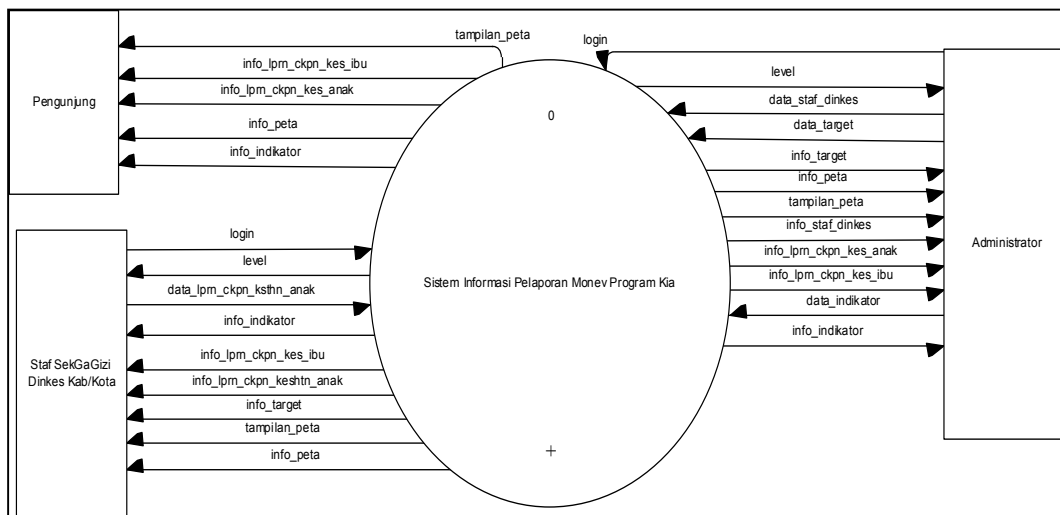 Pengunjung
tampilan_peta
info_lprn_ckpn_kes_ibu
info_lprn_ckpn_kes_anak
info_peta
info_indikator
Staf SekGaGizi
Dinkes Kab/Kota
login
level
data_lprn_ckpn_ksthn_anak
info_indikator
info_lprn_ckpn_kes_ibu
info_lprn_ckpn_keshtn_anak
info_target
tampilan_peta
info_peta
0
Sistem Informasi Pelaporan Monev Program Kia
+
login
level
data_staf_dinkes
data_target
info_target
info_peta
tampilan_peta
info_staf_dinkes
info_lprn_ckpn_kes_anak
info_lprn_ckpn_kes_ibu
data_indikator
info_indikator
Administrator